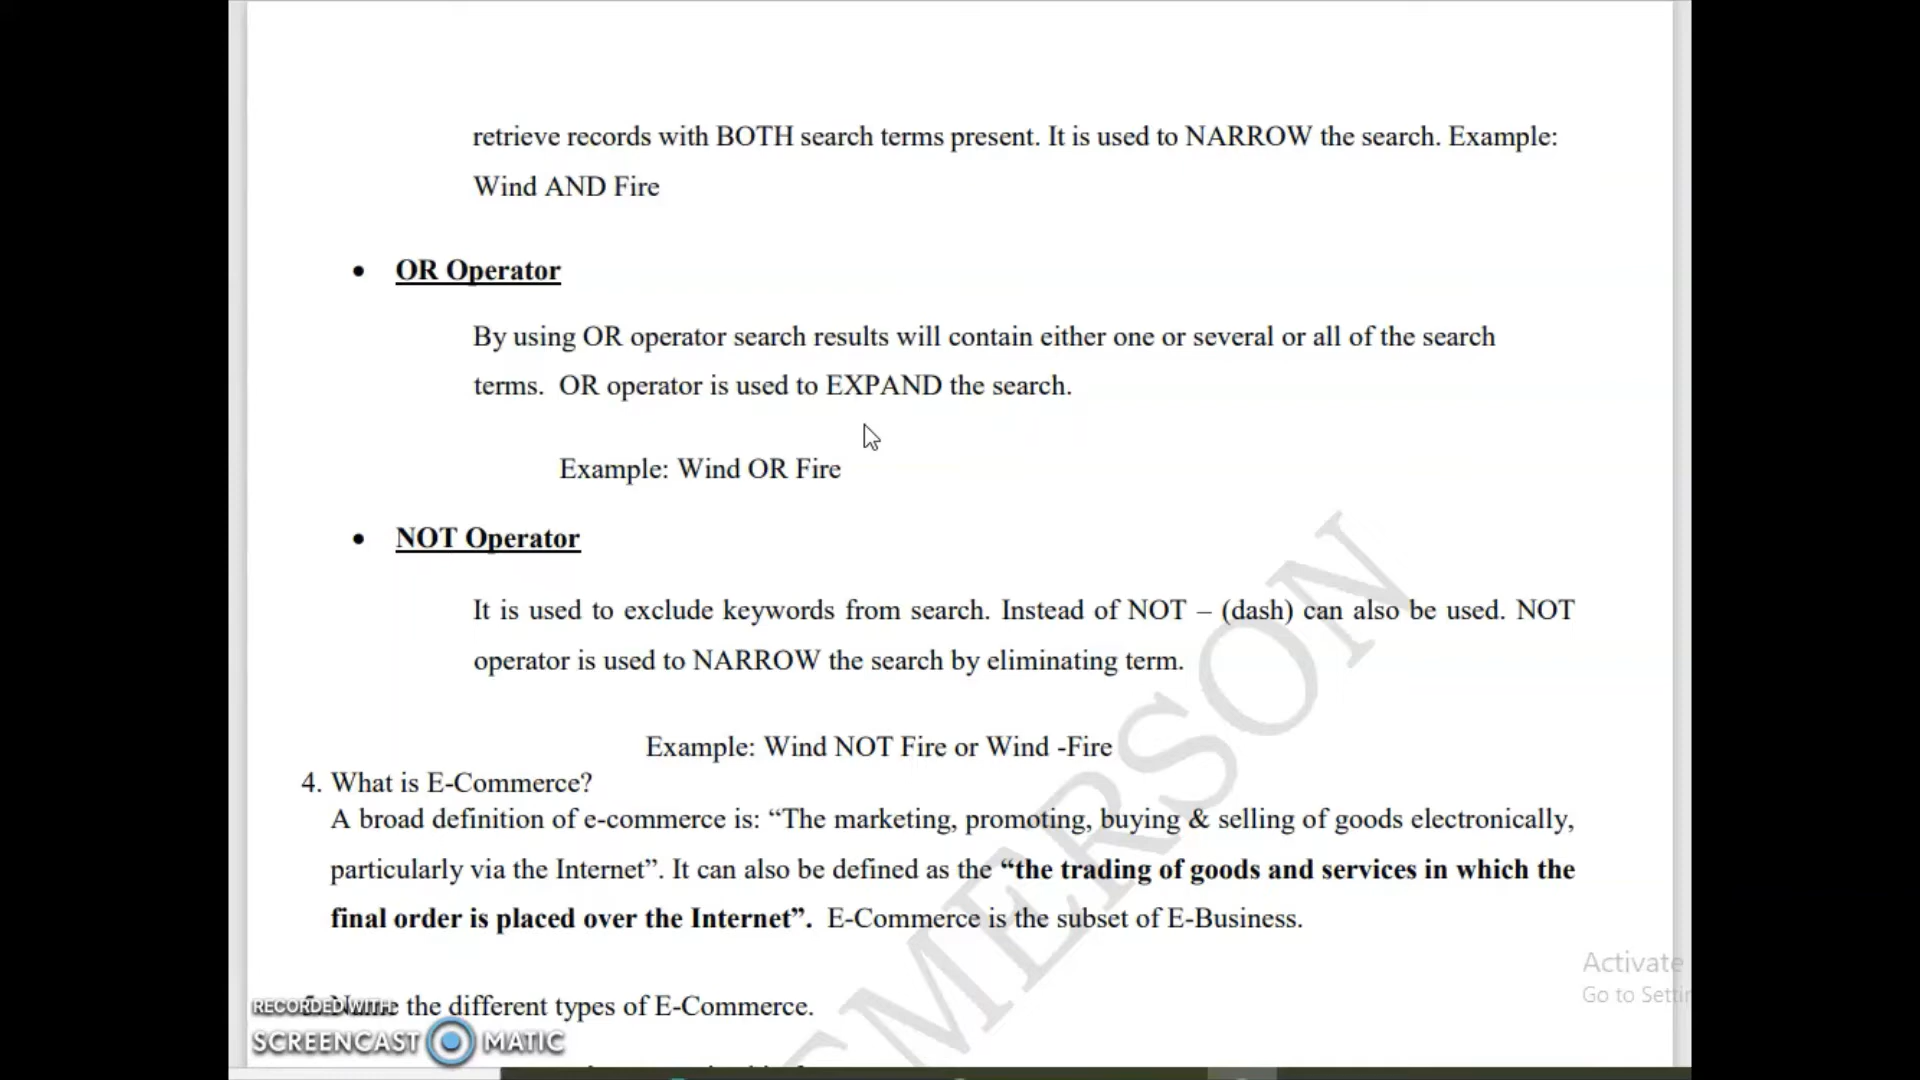 retrieve records with BOTH search terms present. It is used to NARROW the search. Example:
Wind AND Fire
• OR Operator
By using OR operator search results will contain either one or several or all of the search
terms.  OR operator is used to EXPAND the search.
Example: Wind OR Fire
• NOT Operator
It is used to exclude keywords from search. Instead of NOT – (dash) can also be used. NOT
operator is used to NARROW the search by eliminating term.
Example: Wind NOT Fire or Wind -Fire
4. What is E-Commerce?
A broad definition of e-commerce is: “The marketing, promoting, buying & selling of goods electronically,
particularly via the Internet”. It can also be defined as the “the trading of goods and services in which the
final order is placed over the Internet”.  E-Commerce is the subset of E-Business.
the different types of E-Commerce.
Activate
Go to
RECORDED WITH
SCREENCAST MATIC
MERSON